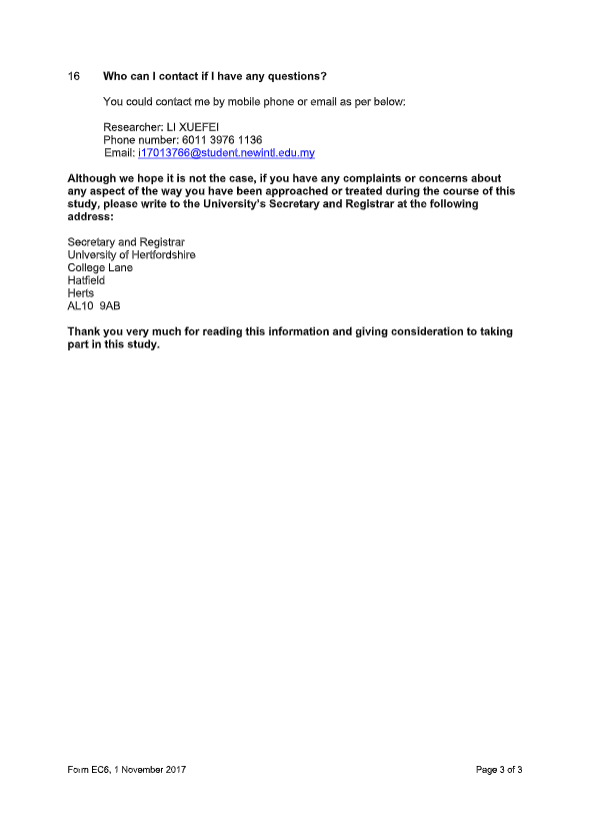 16 Who can I contact if I have any questions?
You could contact me by mobile phone or email as per below:
Researcher: LI XUEFEI
Phone number: 6011 3976 1136
Email: i17013766@student.newintl.edu.my
Although we hope it is not the case, if you have any complaints or concerns about
any aspect of the way you have been approached or treated during the course of this
study, please write to the University's Secretary and Registrar at the following
address:
Secretary and Registrar
University of Hertfordshire
College Lane
Hatfield
Herts
AL10 9AB
Thank you very much for reading this information and giving consideration to taking
part in this study.
Form EC6, 1 November 2017
Page 3 of 3